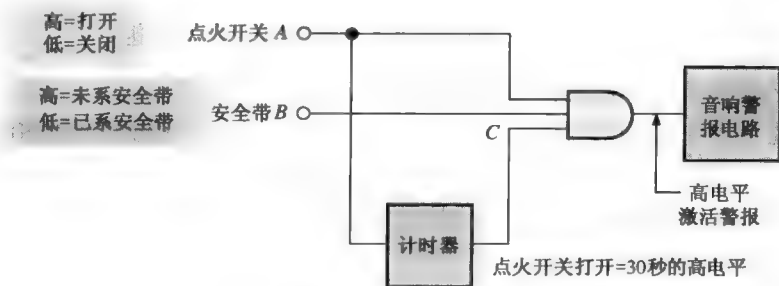 高=打开
低=关闭
点火开关 A
高=未系安全带
低=已系安全带
安全带 B
C
音响警
报电路
高电平
激活警报
计时器
点火开关打开=30秒的高电平